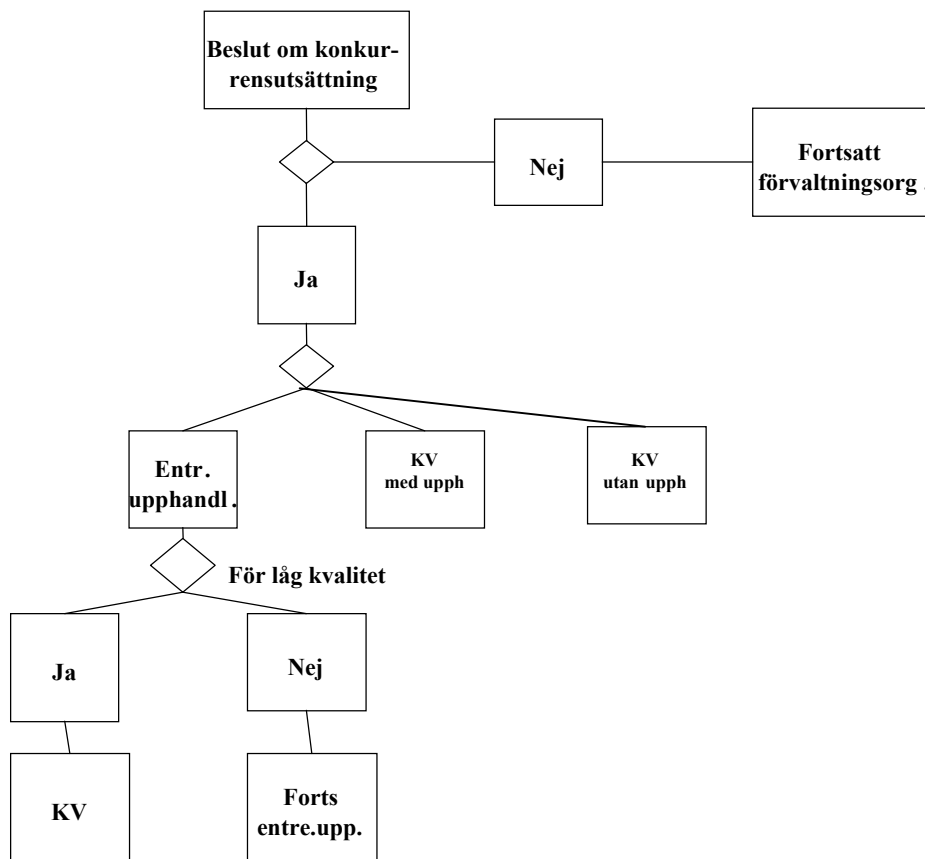 Beslut om konkur-
rensutsättning
Nej
Fortsatt
förvaltningsorg .
Ja
Entr.
upphandl .
KV
med upph
KV
utan upph
För låg kvalitet
Ja
Nej
KV
Forts
entre.upp.